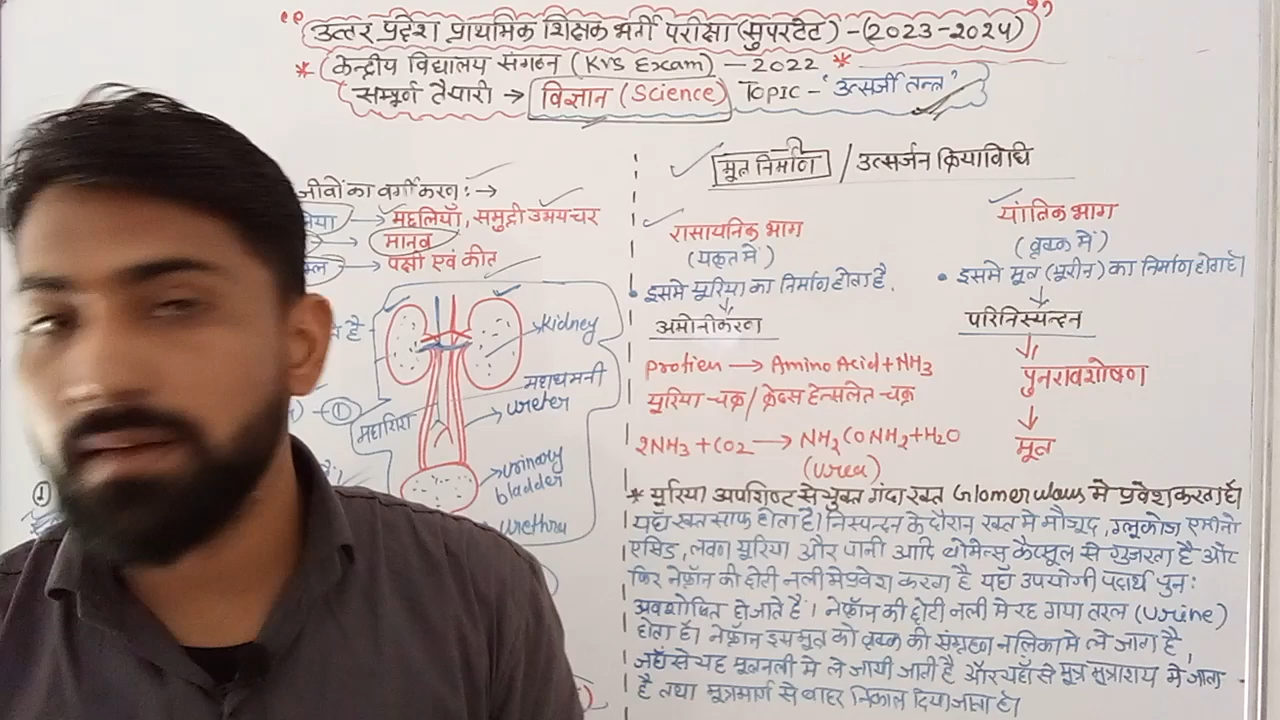 उत्तर प्रदेश प्राथमिक शिक्षक भर्ती परीक्षा (सुपरटेट) - (2023-2024)
* केन्द्रीय विद्यालय संगठन (KVS Exam) - 2022 *
सम्पूर्ण तैयारी → विज्ञान (Science) TOPIC - 'उत्सर्जी तन्त्र'
जीवों का वर्गीकरण : →
→ मछलियाँ, समुद्री उभयचर
→ मानव
→ पक्षी एवं कीट
Kidney
महाधमनी
ureter
महाशिरा
urinary
bladder
urethra
मूत्र निर्माण / उत्सर्जन क्रियाविधि
रासायनिक भाग
(यकृत में)
• इसमे यूरिया का निर्माण होता है.
अमोनीकरण
Protien → Amino Acid + NH3
यूरिया-चक्र / क्रेब्स हेन्सलेट-चक्र
2NH3 + CO2 → NH2CONH2 + H2O
(Urea)
यांत्रिक भाग
(वृक्क में)
• इसमे मूत्र (यूरीन) का निर्माण होता है।
परिनिस्यन्दन
पुनरावशोषण
मूत्र
* यूरिया अपशिष्ट से युक्त गंदा रक्त Glomerulaus मे प्रवेश करता है।
यहाँ रक्त साफ होता है। निस्पन्दन के दौरान रक्त मे मौजूद, ग्लूकोज, एमीनो
एसिड, लवण यूरिया और पानी आदि वोमेन्स कैप्सूल से गुजरता है और
फिर नेफ्रॉन की छोटी नली मे प्रवेश करता है यहाँ उपयोगी पदार्थ पुन:
अवशोषित हो जाते हैं। नेफ्रॉन की छोटी नली मे रह गया तरल (Urine)
होता है। नेफ्रॉन इस मूत्र को वृक्क की संग्रहण नलिका मे ले जाता है,
जहाँ से यह मूत्रनली मे ले जायी जाती है और यहाँ से मूत्र मूत्राशय मे जाता
है तथा मूत्रमार्ग से बाहर निकाल दिया जाता है।